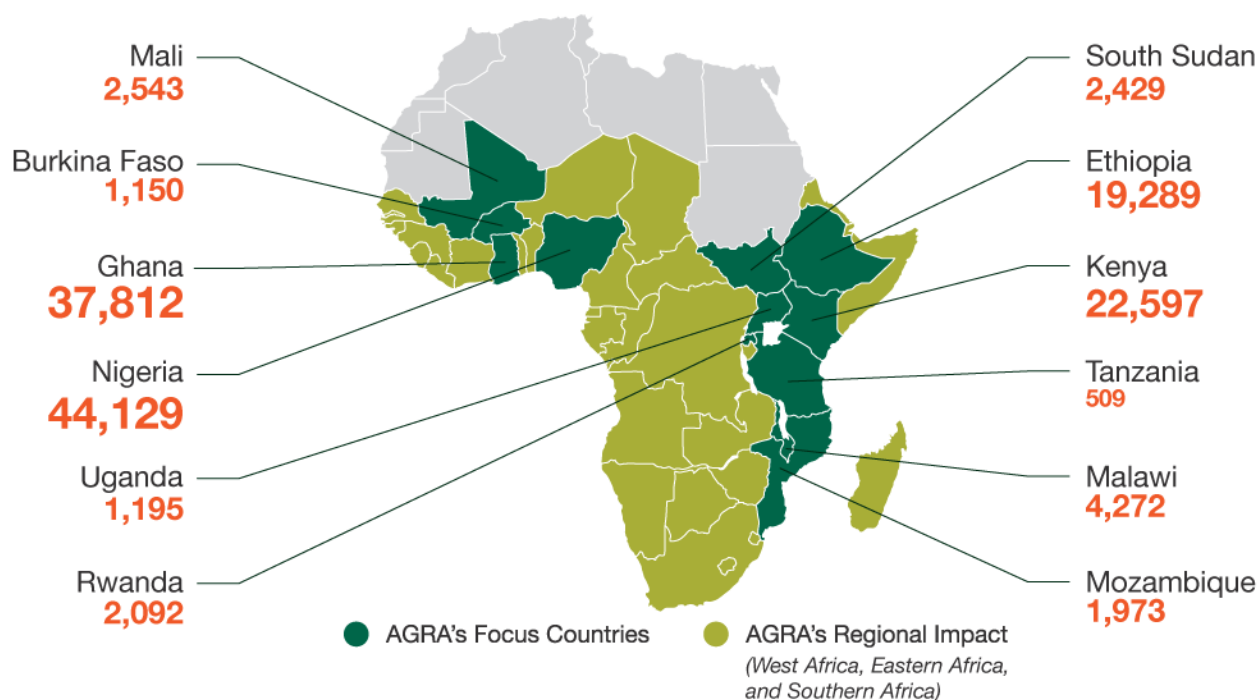 Mali
2,543
Burkina Faso
1,150
Ghana
37,812
Nigeria
44,129
Uganda
1,195
Rwanda
2,092
South Sudan
2,429
Ethiopia
19,289
Kenya
22,597
Tanzania
509
Malawi
4,272
Mozambique
1,973
AGRA's Focus Countries
AGRA's Regional Impact
(West Africa, Eastern Africa,
and Southern Africa)